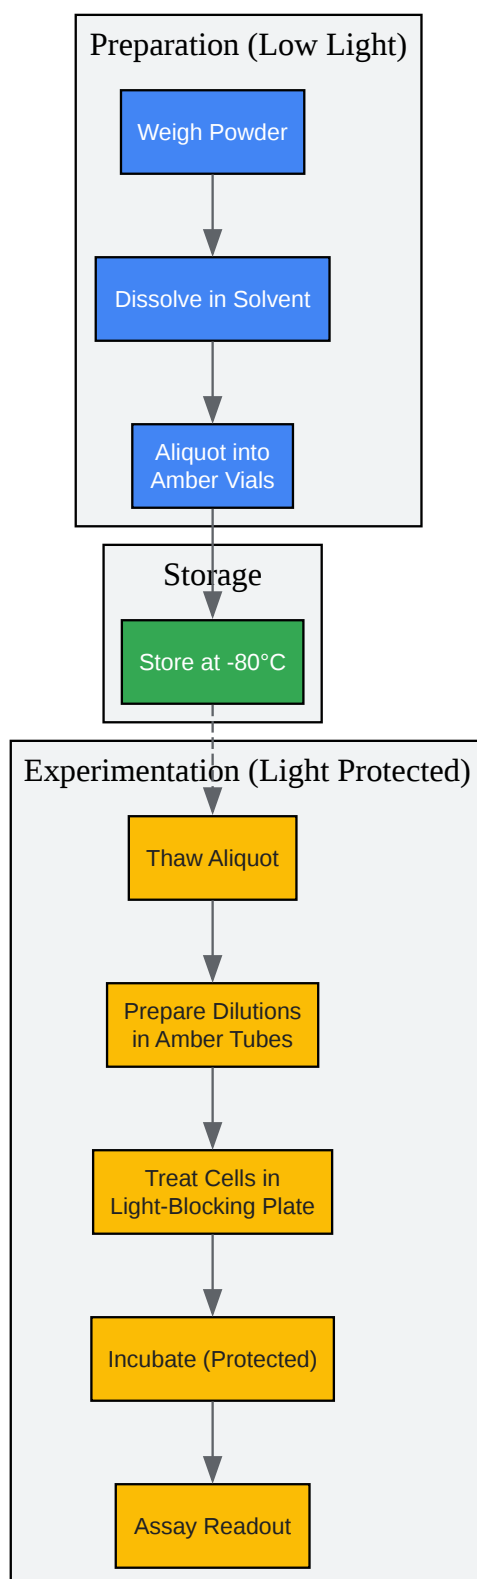 Preparation (Low Light)
Weigh Powder
Dissolve in Solvent
Aliquot into
Amber Vials
Storage
Store at -80°C
Experimentation (Light Protected)
Thaw Aliquot
Prepare Dilutions
in Amber Tubes
Treat Cells in
Light-Blocking Plate
Incubate (Protected)
Assay Readout